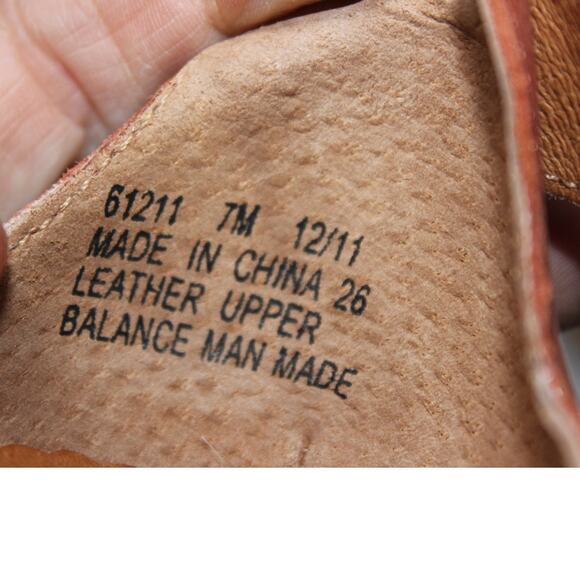 61211 7M 12/11
MADE IN CHINA 26
LEATHER UPPER
BALANCE MAN MADE